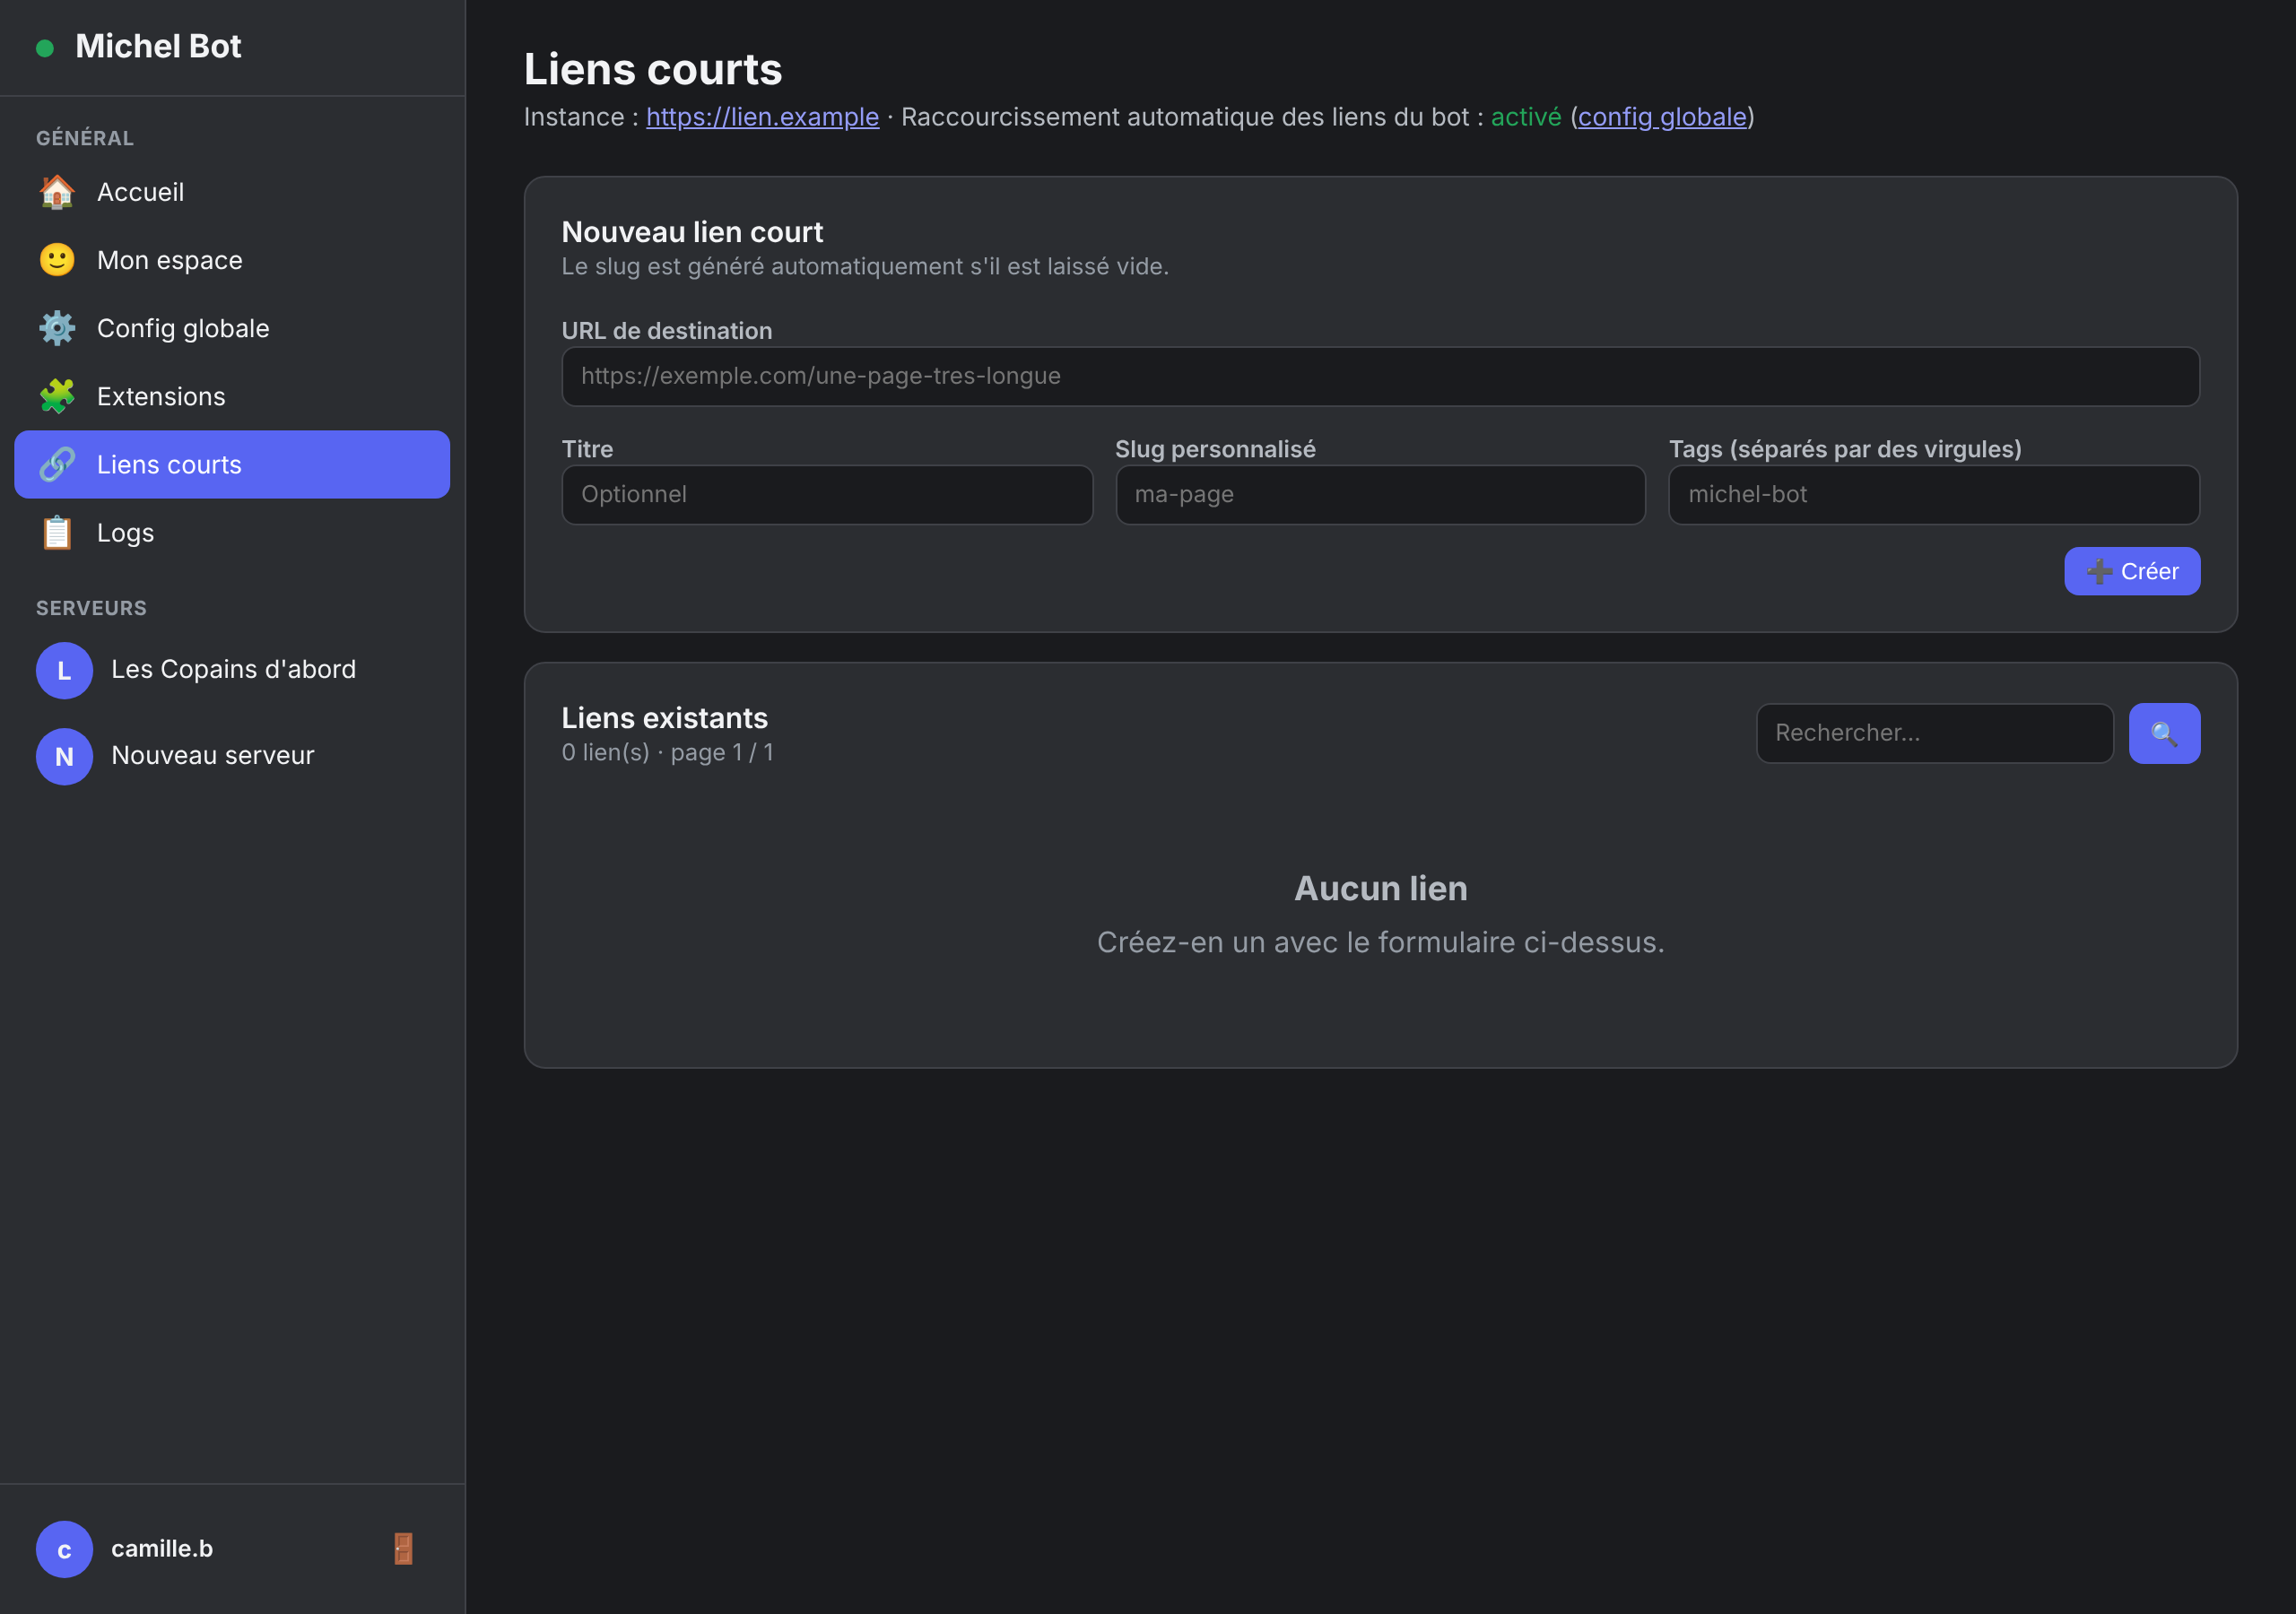 Michel Bot
GÉNÉRAL
Accueil
Mon espace
Config globale
Extensions
Liens courts
Logs
SERVEURS
L Les Copains d'abord
N Nouveau serveur
c camille.b
Liens courts
Instance : https://lien.example · Raccourcissement automatique des liens du bot : activé (config globale)
Nouveau lien court
Le slug est généré automatiquement s'il est laissé vide.
URL de destination
https://exemple.com/une-page-tres-longue
Titre Slug personnalisé Tags (séparés par des virgules)
Optionnel ma-page michel-bot
Créer
Liens existants
0 lien(s) · page 1 / 1
Rechercher...
Aucun lien
Créez-en un avec le formulaire ci-dessus.